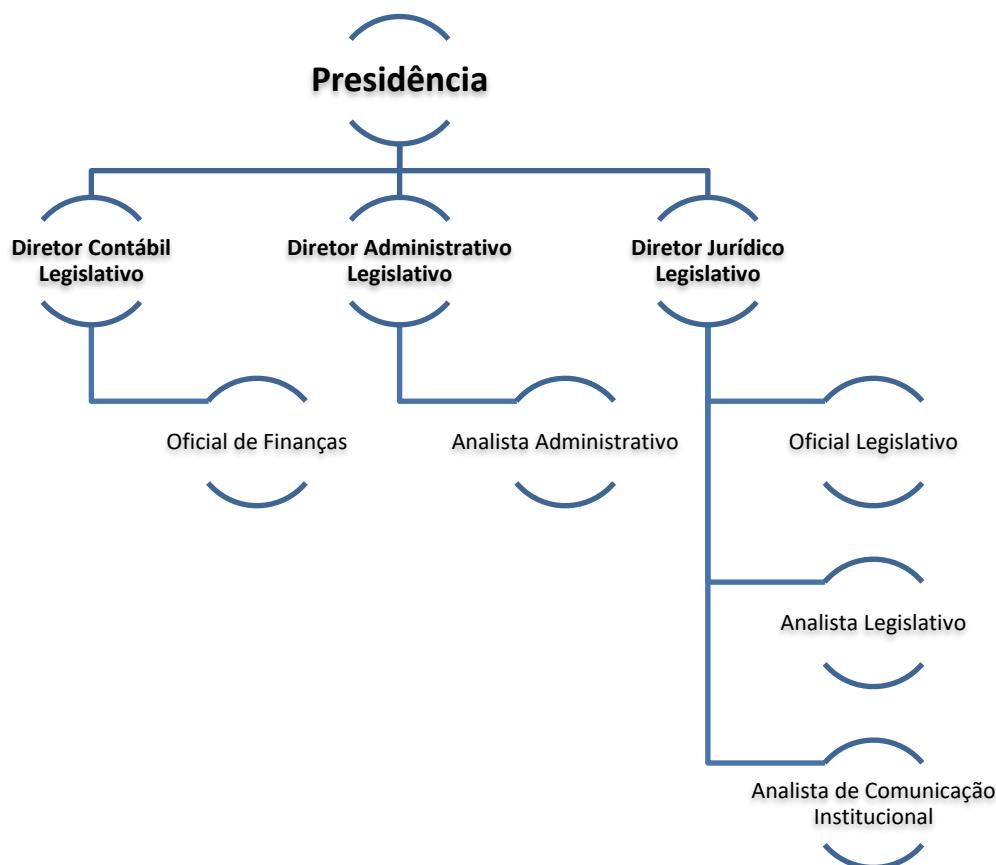 Presidência
Diretor Contábil
Legislativo
Diretor Administrativo
Legislativo
Diretor Jurídico
Legislativo
Oficial de Finanças
Analista Administrativo
Oficial Legislativo
Analista Legislativo
Analista de Comunicação
Institucional